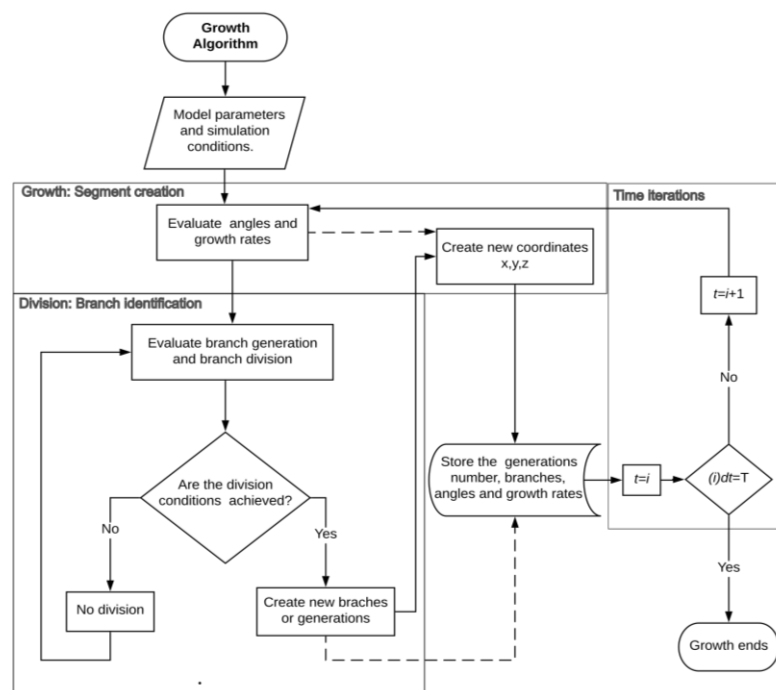 Growth
Algorithm
Model parameters
and simulation
conditions.
Growth: Segment creation
Time iterations
Evaluate angles and
growth rates
Create new coordinates
x,y,z
t=i+1
Division: Branch identification
Evaluate branch generation
and branch division
No
Are the division
conditions achieved?
Store the generations
number, branches,
angles and growth rates
t=i
(i)dt=T
No
Yes
Yes
No division
Create new braches
or generations
Growth ends